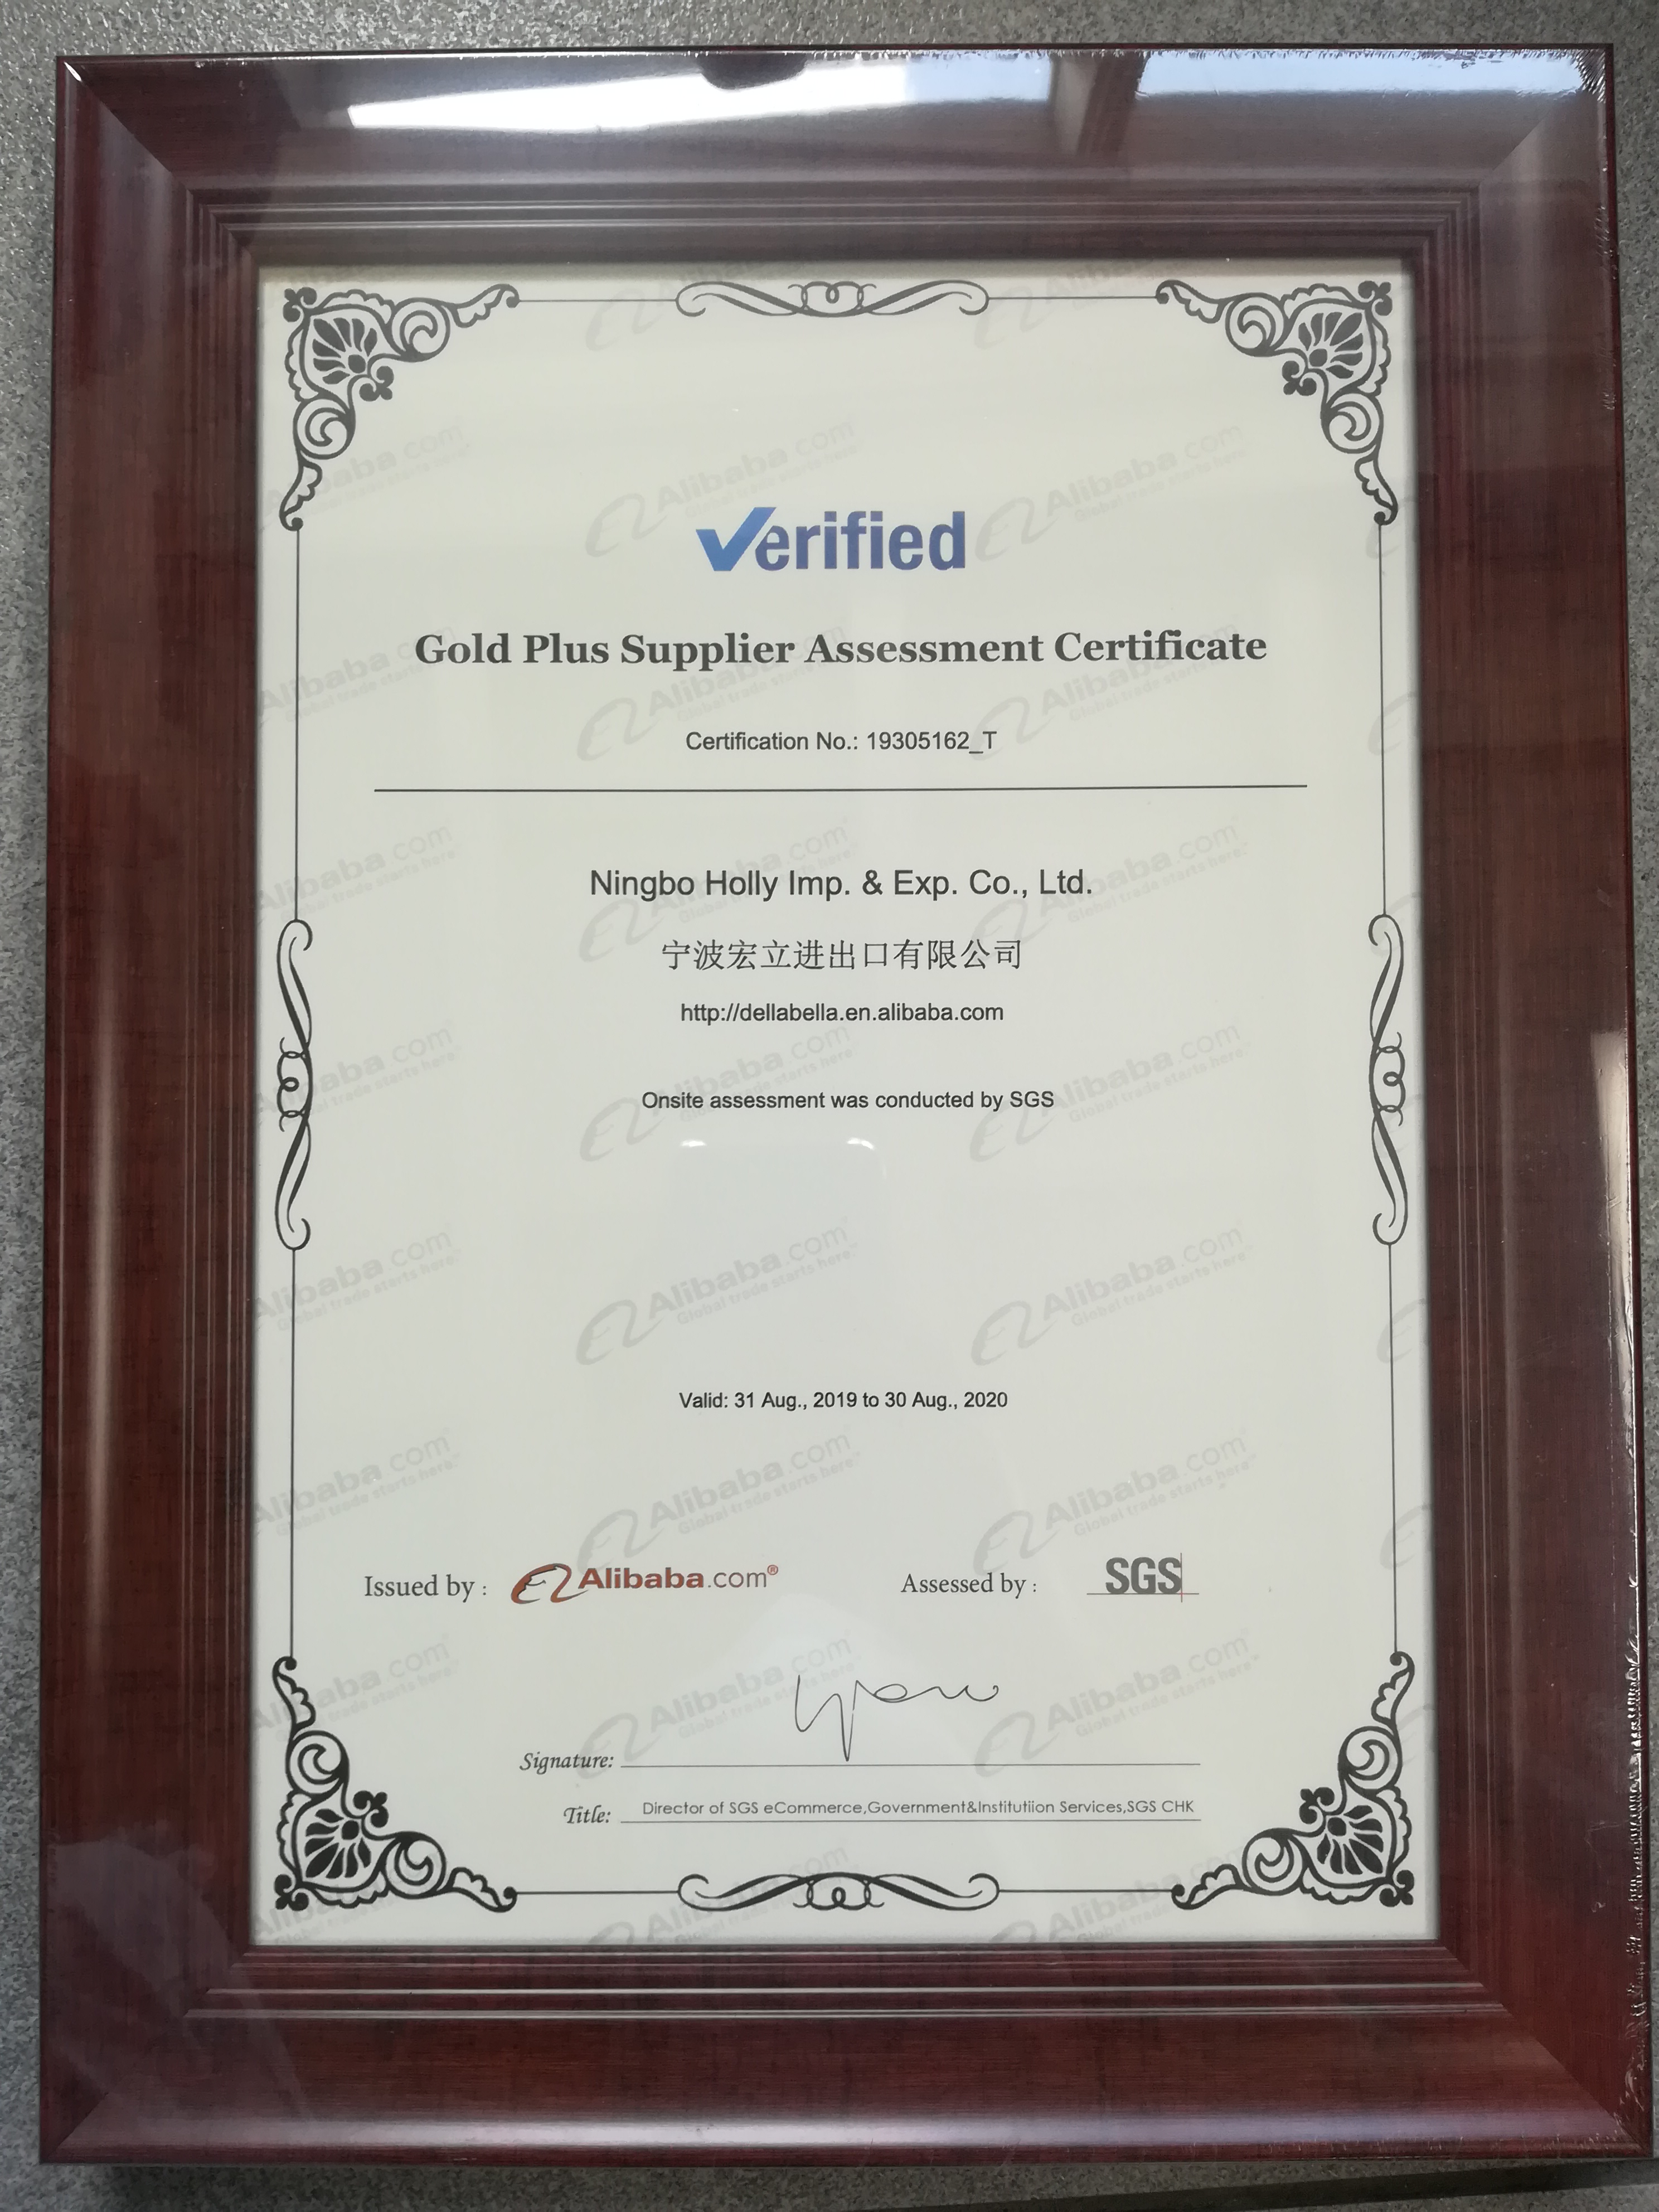 Verified
Gold Plus Supplier Assessment Certificate
Certification No.: 19305162_T
Ningbo Holly Imp. & Exp. Co., Ltd.
宁波宏立进出口有限公司
http://dellabella.en.alibaba.com
Onsite assessment was conducted by SGS
Valid: 31 Aug., 2019 to 30 Aug., 2020
Issued by : Alibaba.com® Assessed by : SGS
Signature:
Title: Director of SGS eCommerce,Government&Institutiion Services,SGS CHK